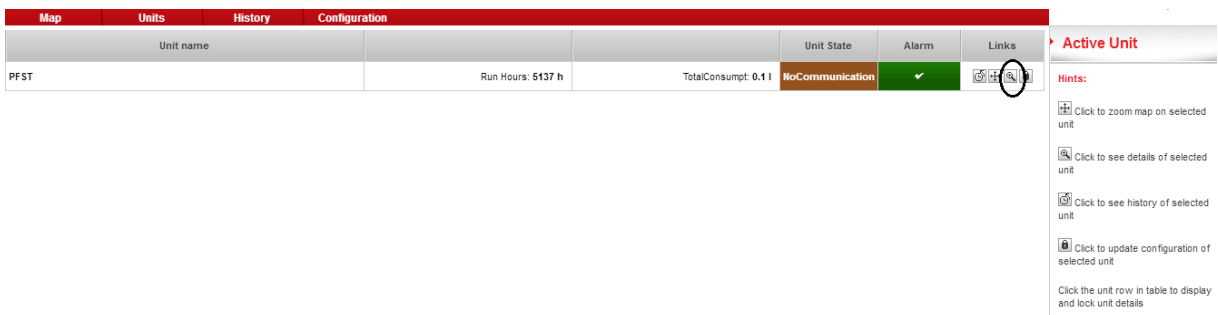 Map Units History Configuration
Unit name Unit State Alarm Links
PFST Run Hours: 5137 h TotalConsumpt: 0.1 l NoCommunication
Active Unit
Hints:
Click to zoom map on selected
unit
Click to see details of selected
unit
Click to see history of selected
unit
Click to update configuration of
selected unit
Click the unit row in table to display
and lock unit details